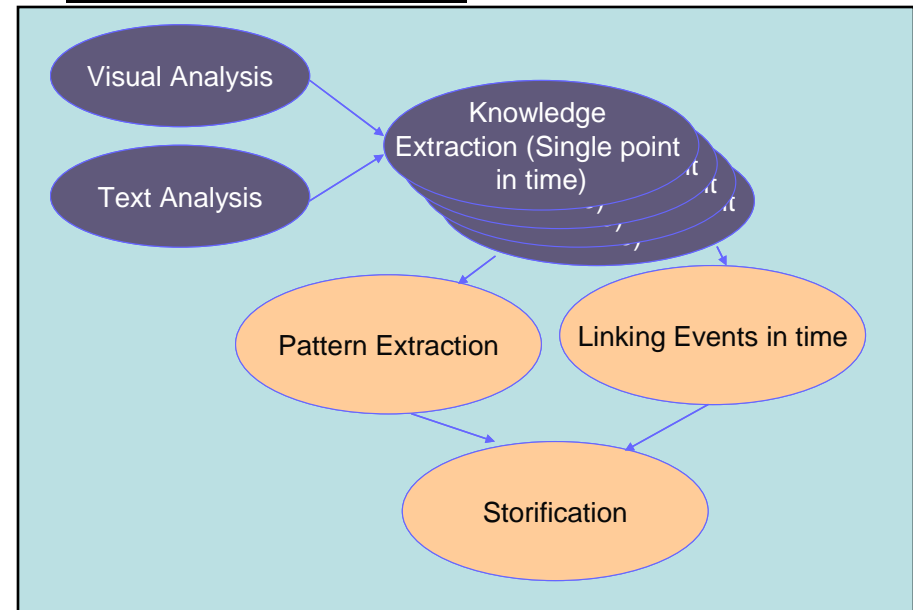 Visual Analysis
Text Analysis
Knowledge
Extraction (Single point
in time)
Pattern Extraction
Linking Events in time
Storification